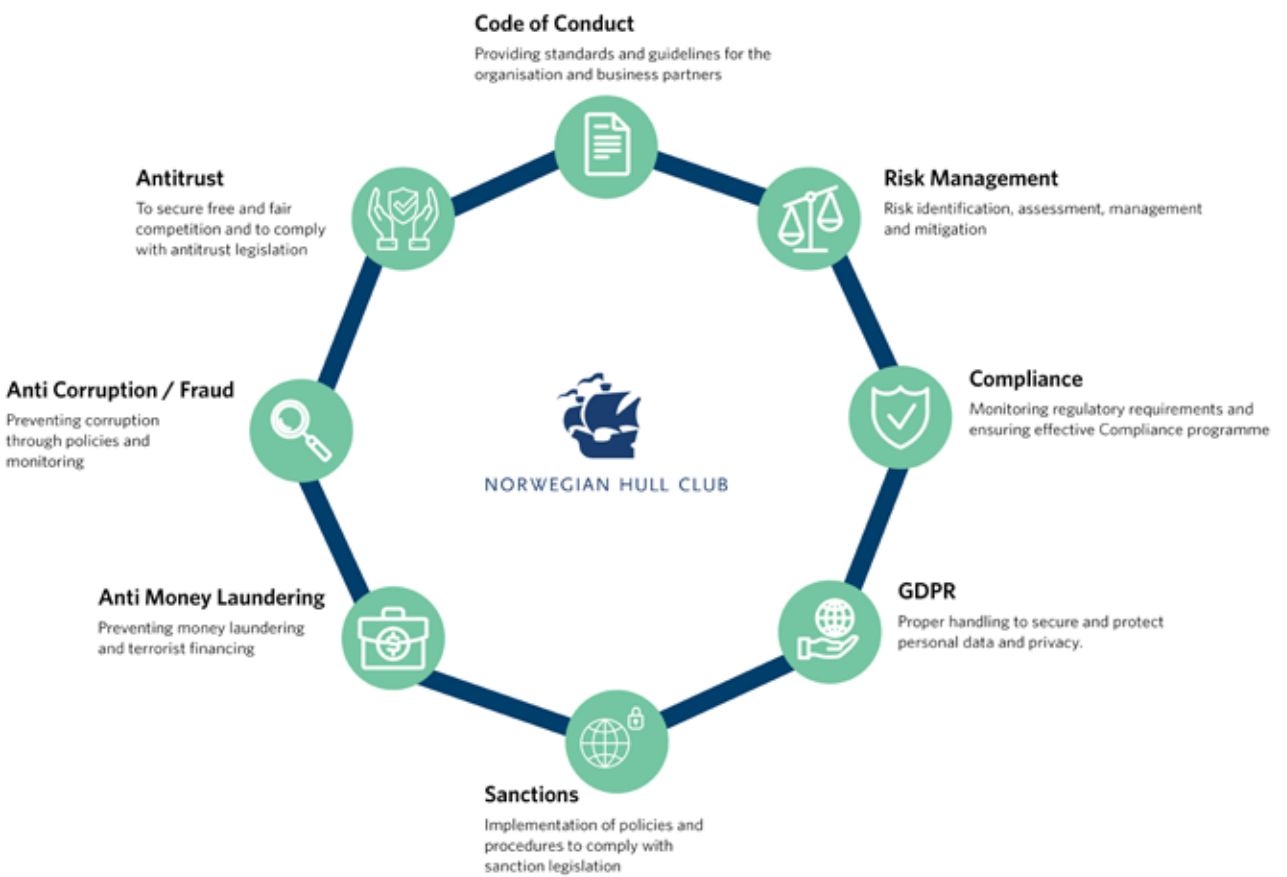 Code of Conduct
Providing standards and guidelines for the
organisation and business partners
Antitrust
To secure free and fair
competition and to comply
with antitrust legislation
Risk Management
Risk identification, assessment, management
and mitigation
Anti Corruption / Fraud
Preventing corruption
through policies and
monitoring
Compliance
Monitoring regulatory requirements and
ensuring effective Compliance programme
NORWEGIAN HULL CLUB
Anti Money Laundering
Preventing money laundering
and terrorist financing
GDPR
Proper handling to secure and protect
personal data and privacy.
Sanctions
Implementation of policies and
procedures to comply with
sanction legislation